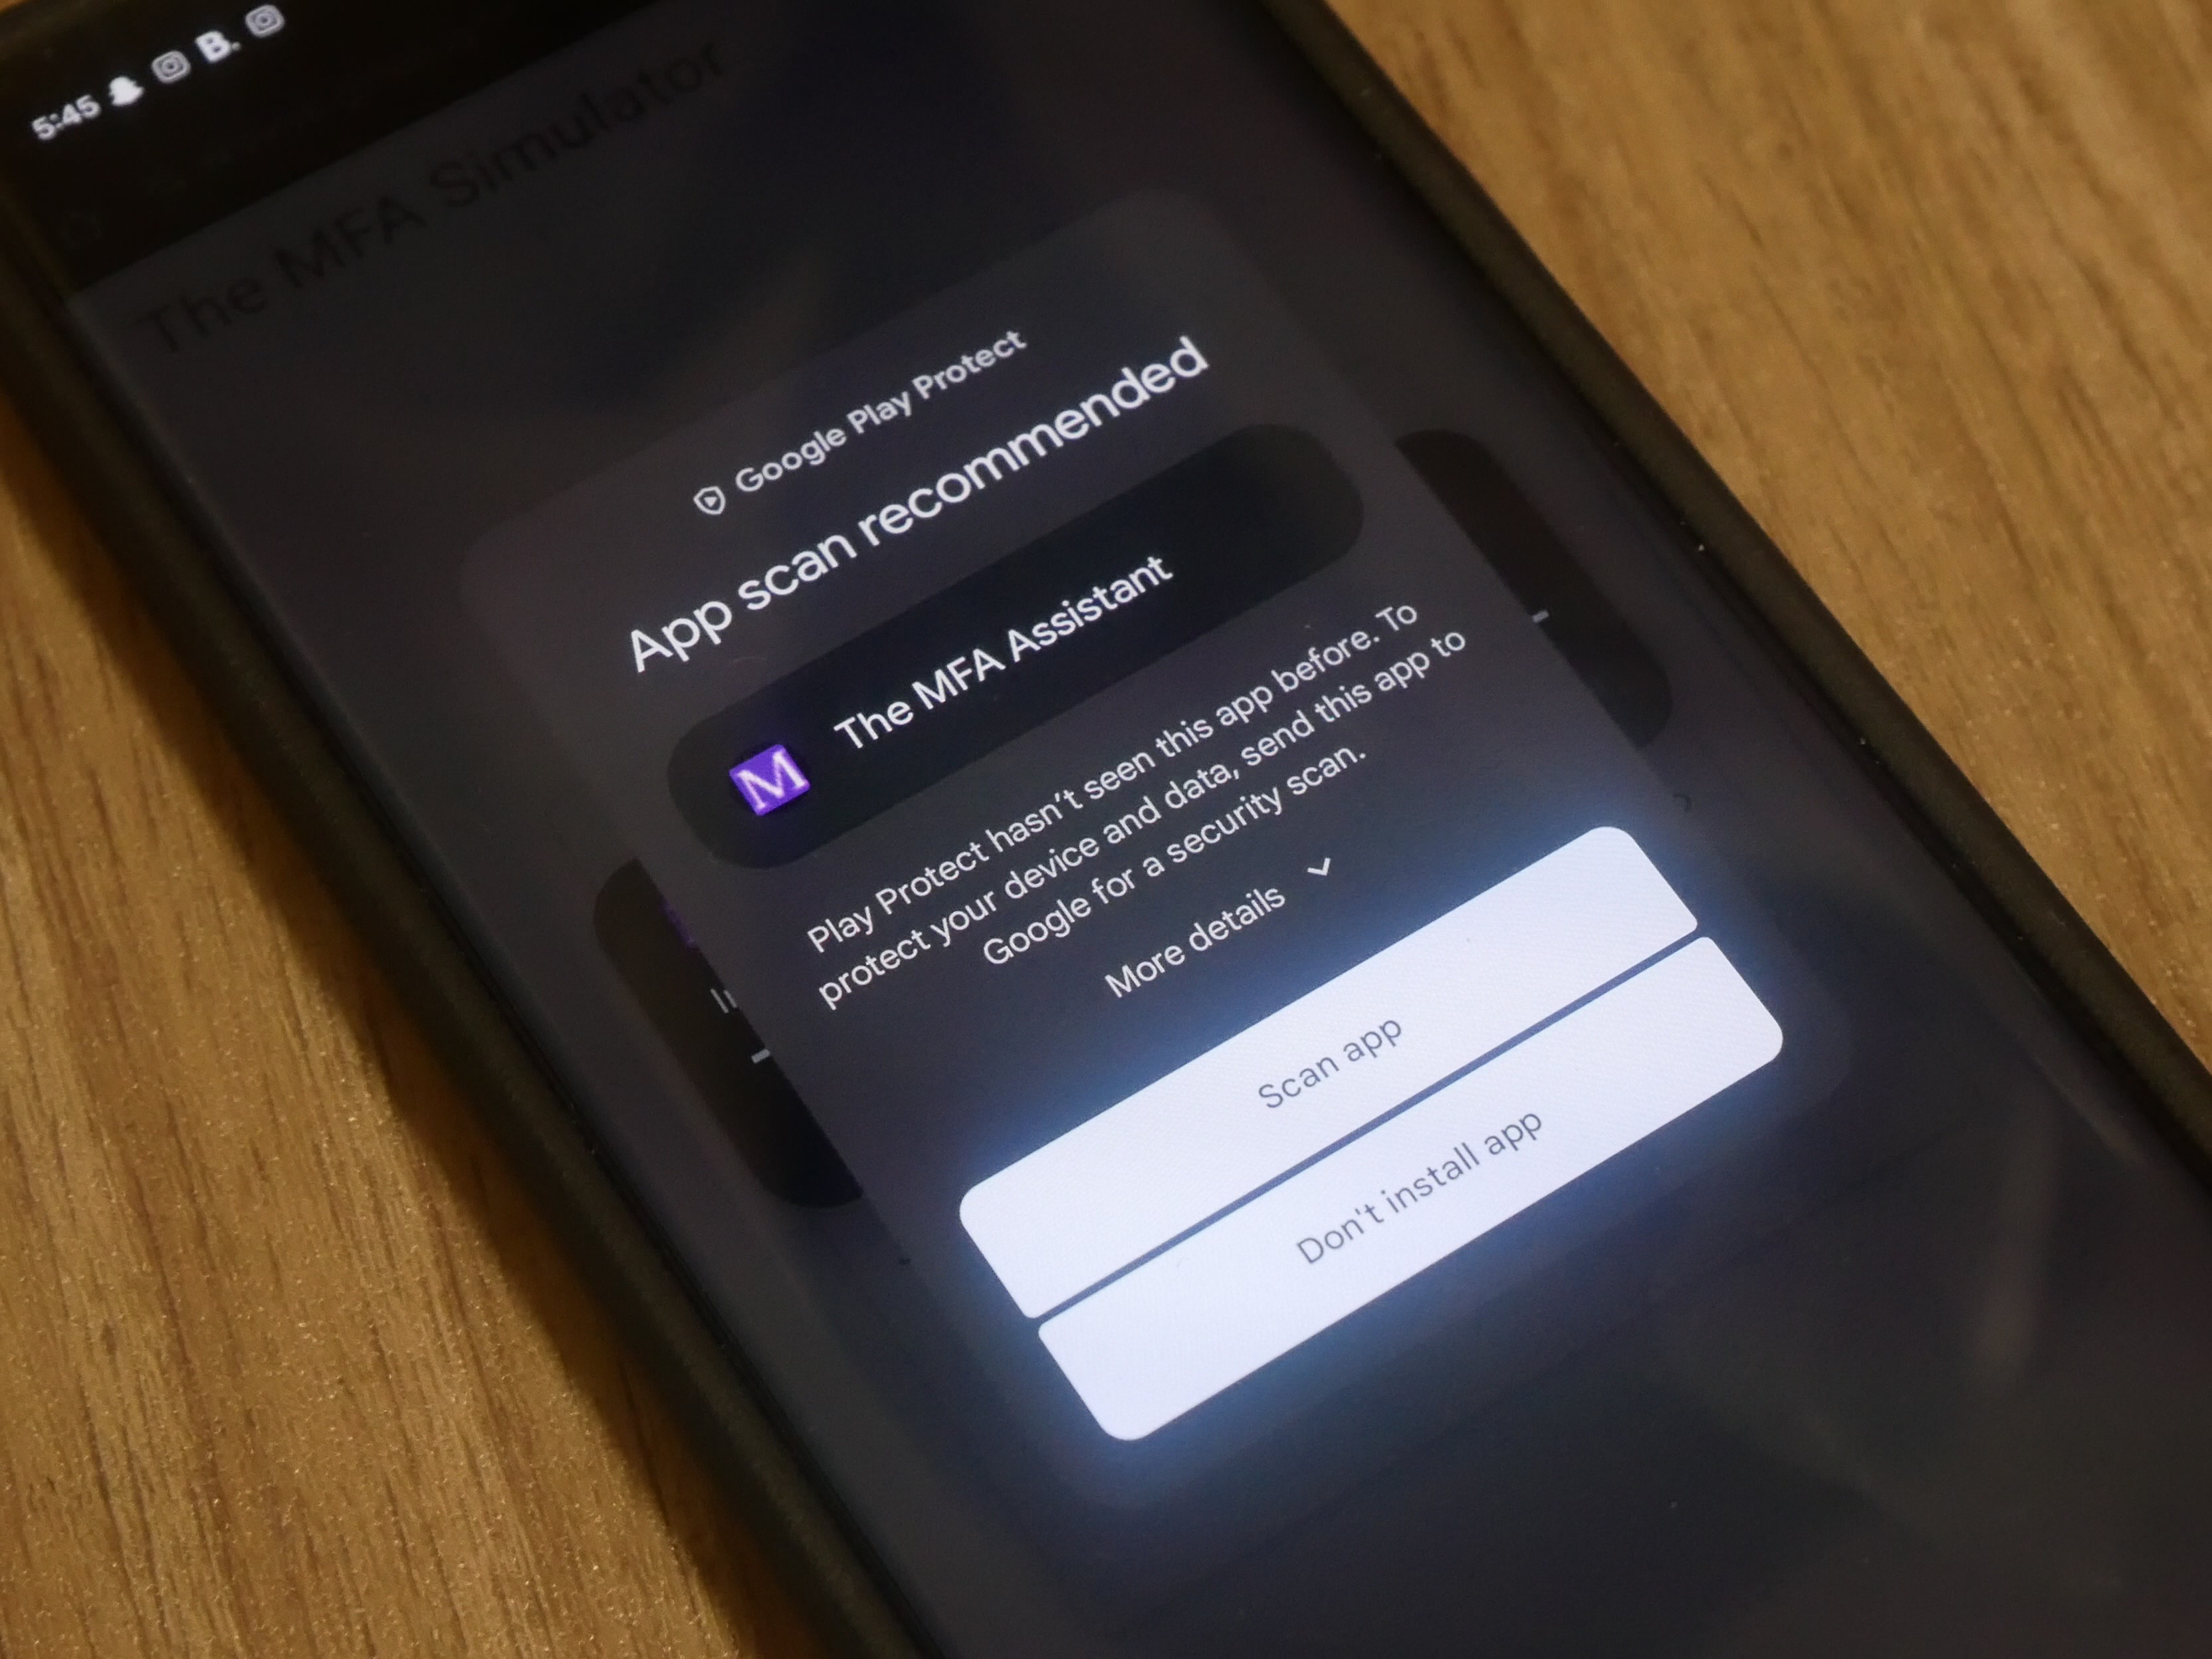 5:45 B.
The MFA Simulator
Google Play Protect
App scan recommended
M The MFA Assistant
Play Protect hasn't seen this app before. To
protect your device and data, send this app to
Google for a security scan.
More details
Scan app
Don't install app